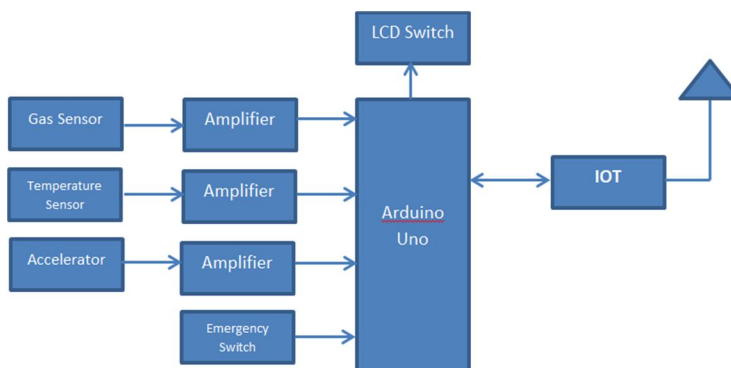 LCD Switch
Gas Sensor
Amplifier
Temperature
Sensor
Amplifier
Arduino
Uno
IOT
Accelerator
Amplifier
Emergency
Switch